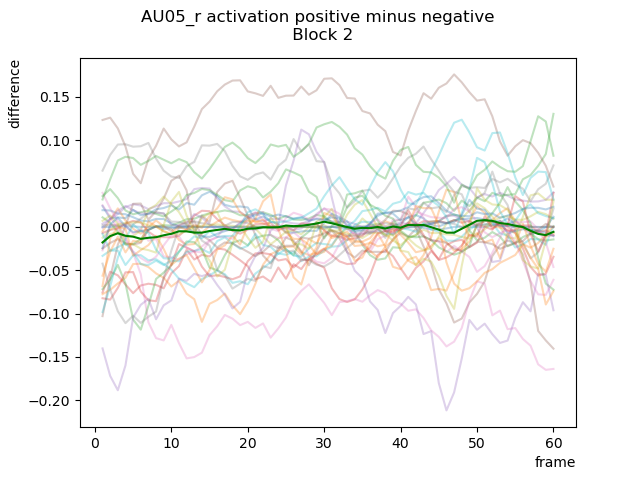 AU05_r activation positive minus negative
Block 2
difference
0.15
0.10
0.05
0.00
−0.05
−0.10
−0.15
−0.20
0 10 20 30 40 50 60
frame